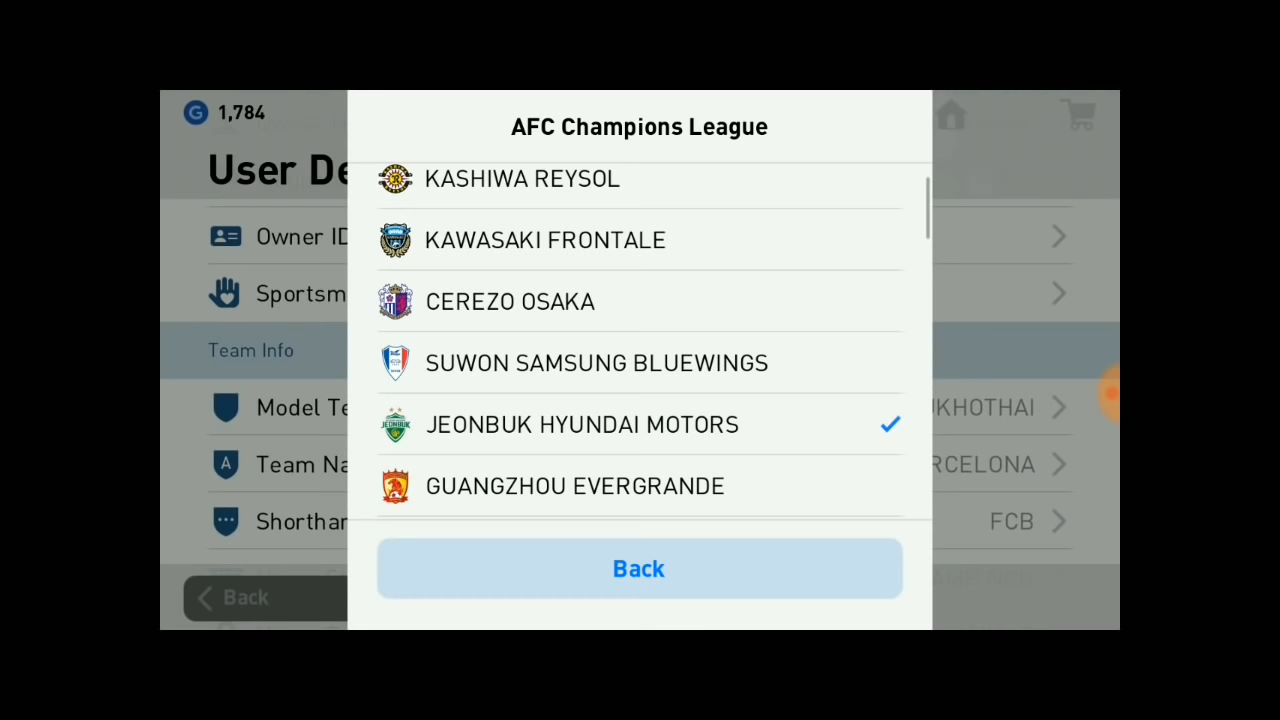 1,784
AFC Champions League
User De
KASHIWA REYSOL
Owner ID
KAWASAKI FRONTALE
Sportsm
CEREZO OSAKA
Team Info
SUWON SAMSUNG BLUEWINGS
Model Te
JEONBUK HYUNDAI MOTORS
UKHOTHAI
Team Na
GUANGZHOU EVERGRANDE
RCELONA
Shorthan
FCB
Back
Back